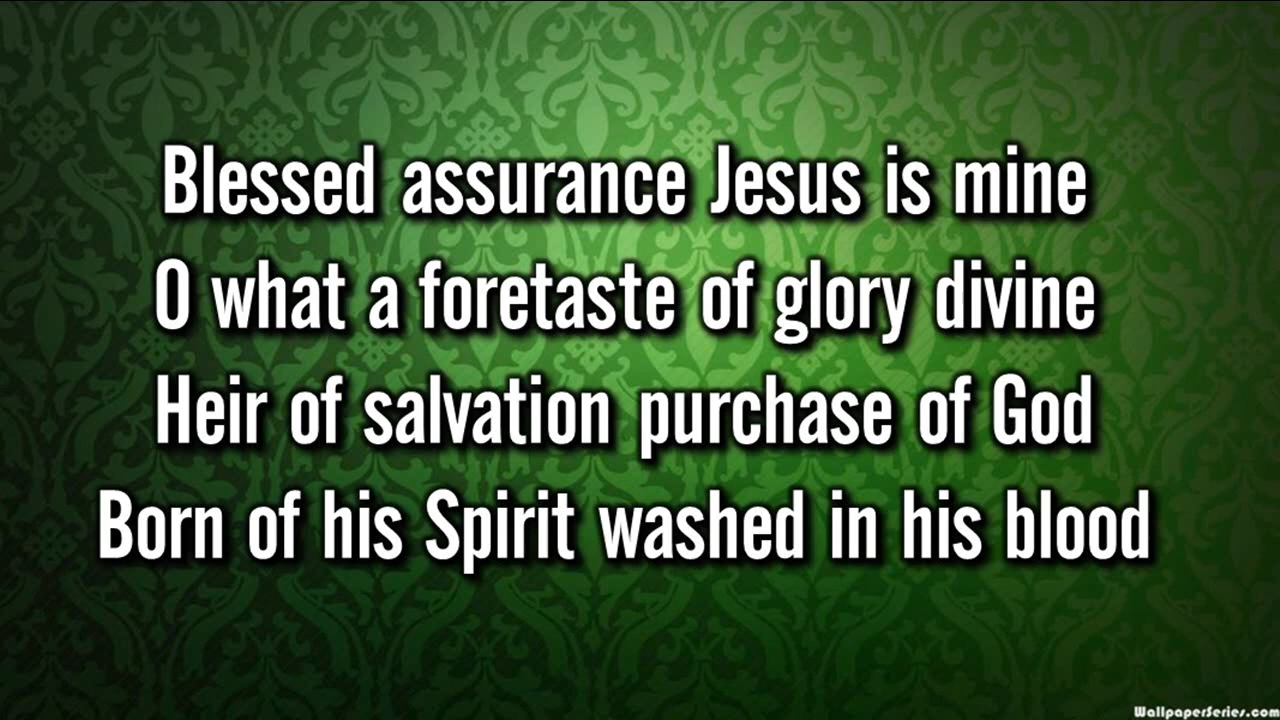 Blessed assurance Jesus is mine
O what a foretaste of glory divine
Heir of salvation purchase of God
Born of his Spirit washed in his blood
WallpaperSeries.com